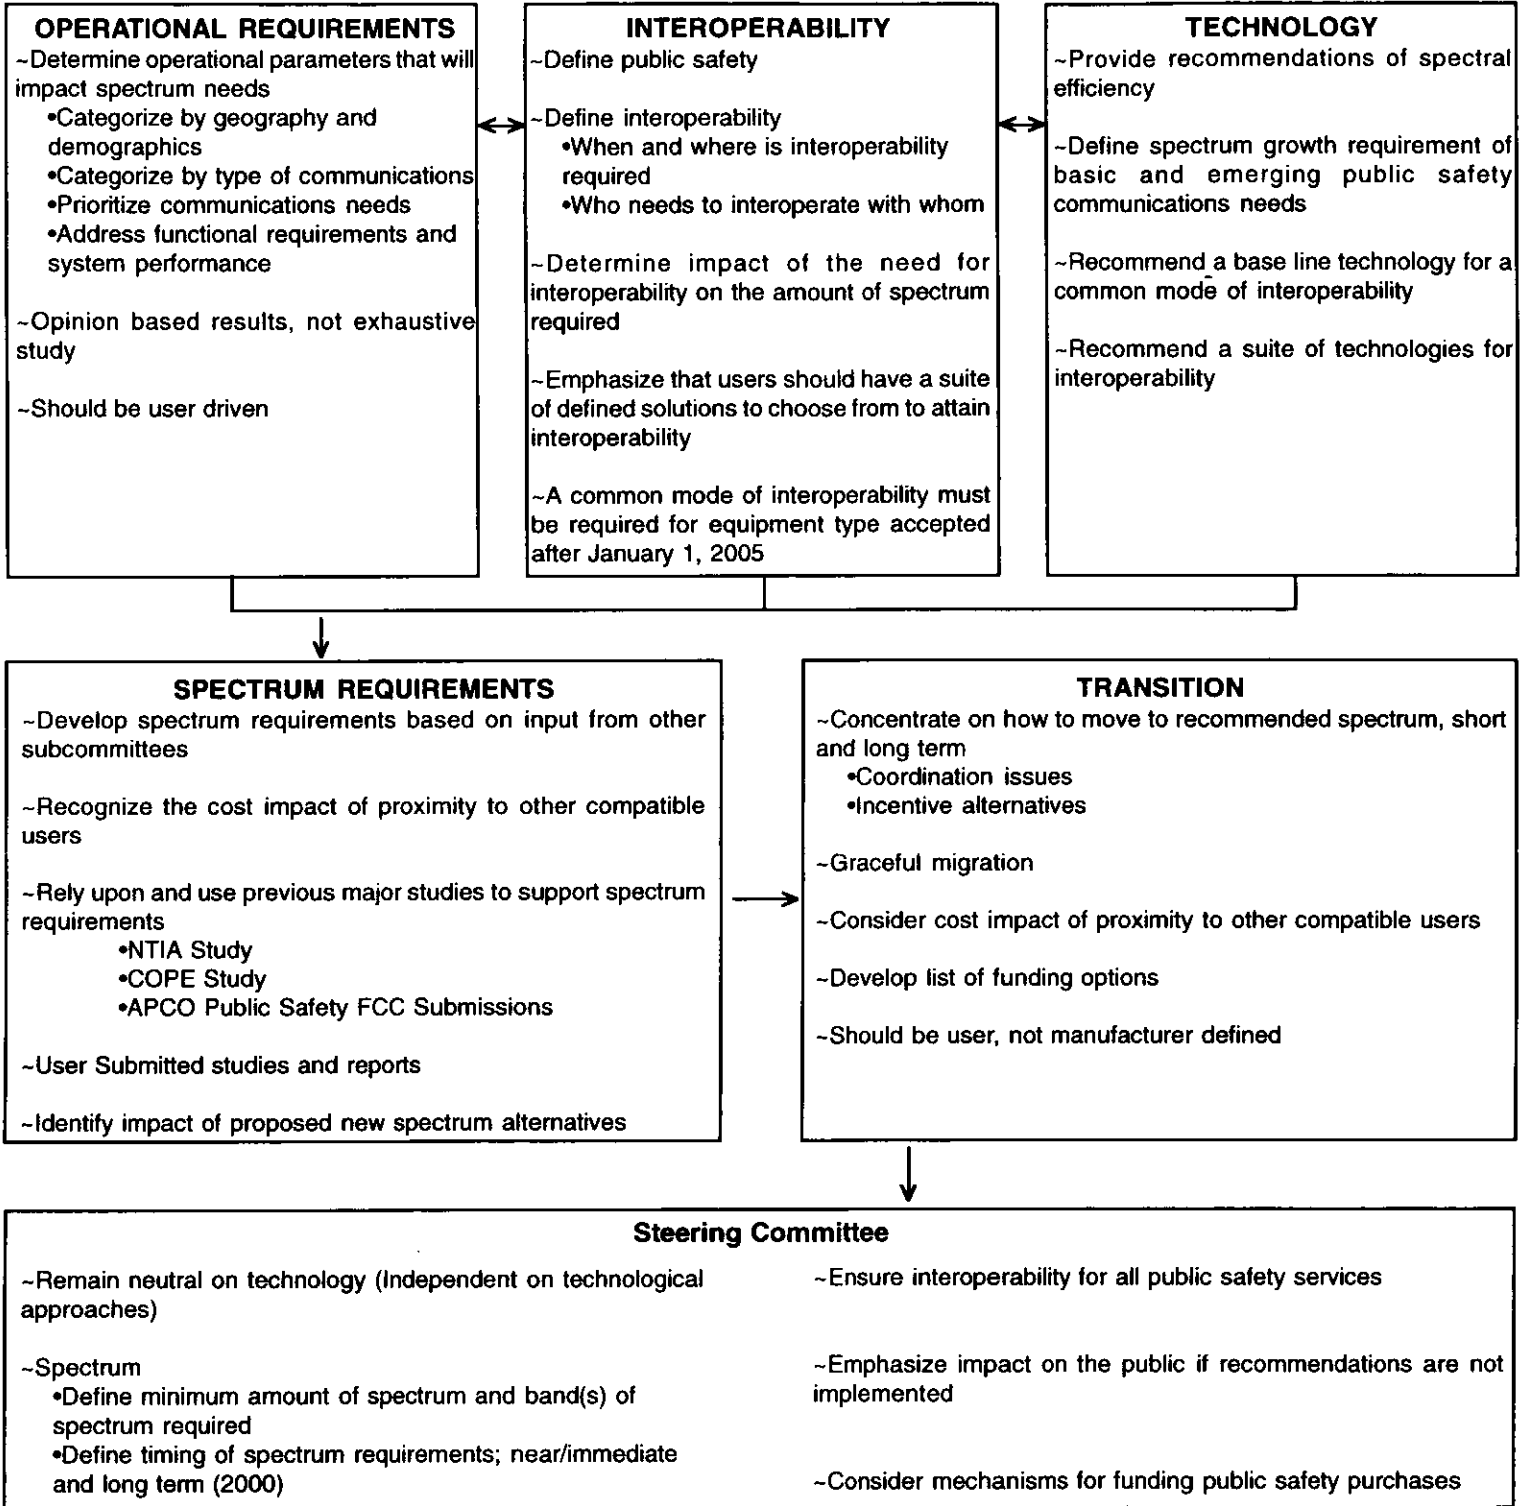 OPERATIONAL REQUIREMENTS
~Determine operational parameters that will
impact spectrum needs
•Categorize by geography and
demographics
•Categorize by type of communications
•Prioritize communications needs
•Address functional requirements and
system performance
~Opinion based results, not exhaustive
study
~Should be user driven
INTEROPERABILITY
~Define public safety
~Define interoperability
•When and where is interoperability
required
•Who needs to interoperate with whom
~Determine impact of the need for
interoperability on the amount of spectrum
required
~Emphasize that users should have a suite
of defined solutions to choose from to attain
interoperability
~A common mode of interoperability must
be required for equipment type accepted
after January 1, 2005
TECHNOLOGY
~Provide recommendations of spectral
efficiency
~Define spectrum growth requirement of
basic and emerging public safety
communications needs
~Recommend a base line technology for a
common mode of interoperability
~Recommend a suite of technologies for
interoperability
SPECTRUM REQUIREMENTS
~Develop spectrum requirements based on input from other
subcommittees
~Recognize the cost impact of proximity to other compatible
users
~Rely upon and use previous major studies to support spectrum
requirements
•NTIA Study
•COPE Study
•APCO Public Safety FCC Submissions
~User Submitted studies and reports
~Identify impact of proposed new spectrum alternatives
TRANSITION
~Concentrate on how to move to recommended spectrum, short
and long term
•Coordination issues
•Incentive alternatives
~Graceful migration
~Consider cost impact of proximity to other compatible users
~Develop list of funding options
~Should be user, not manufacturer defined
Steering Committee
~Remain neutral on technology (Independent on technological
approaches)
~Spectrum
•Define minimum amount of spectrum and band(s) of
spectrum required
•Define timing of spectrum requirements; near/immediate
and long term (2000)
~Ensure interoperability for all public safety services
~Emphasize impact on the public if recommendations are not
implemented
~Consider mechanisms for funding public safety purchases